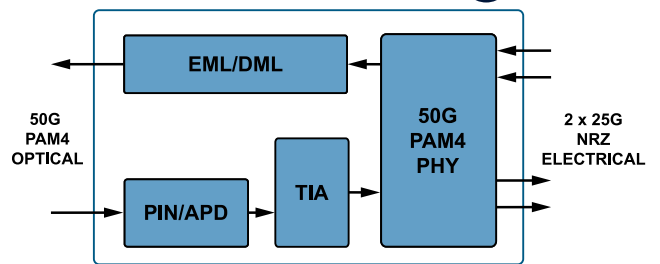 EML/DML
50G
PAM4
OPTICAL
50G
PAM4
PHY
2 x 25G
NRZ
ELECTRICAL
TIA
PIN/APD